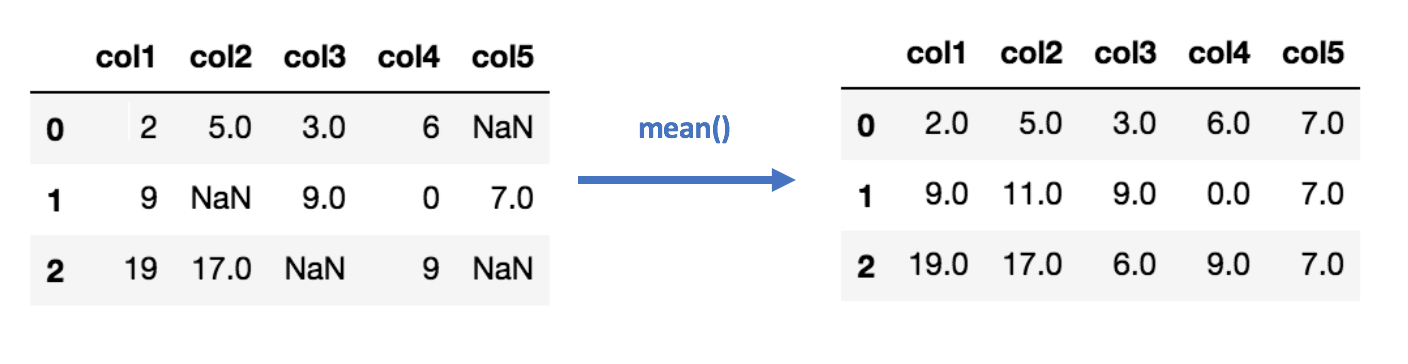 col1 col2 col3 col4 col5
0 2 5.0 3.0 6 NaN
1 9 NaN 9.0 0 7.0
2 19 17.0 NaN 9 NaN
mean()
col1 col2 col3 col4 col5
0 2.0 5.0 3.0 6.0 7.0
1 9.0 11.0 9.0 0.0 7.0
2 19.0 17.0 6.0 9.0 7.0